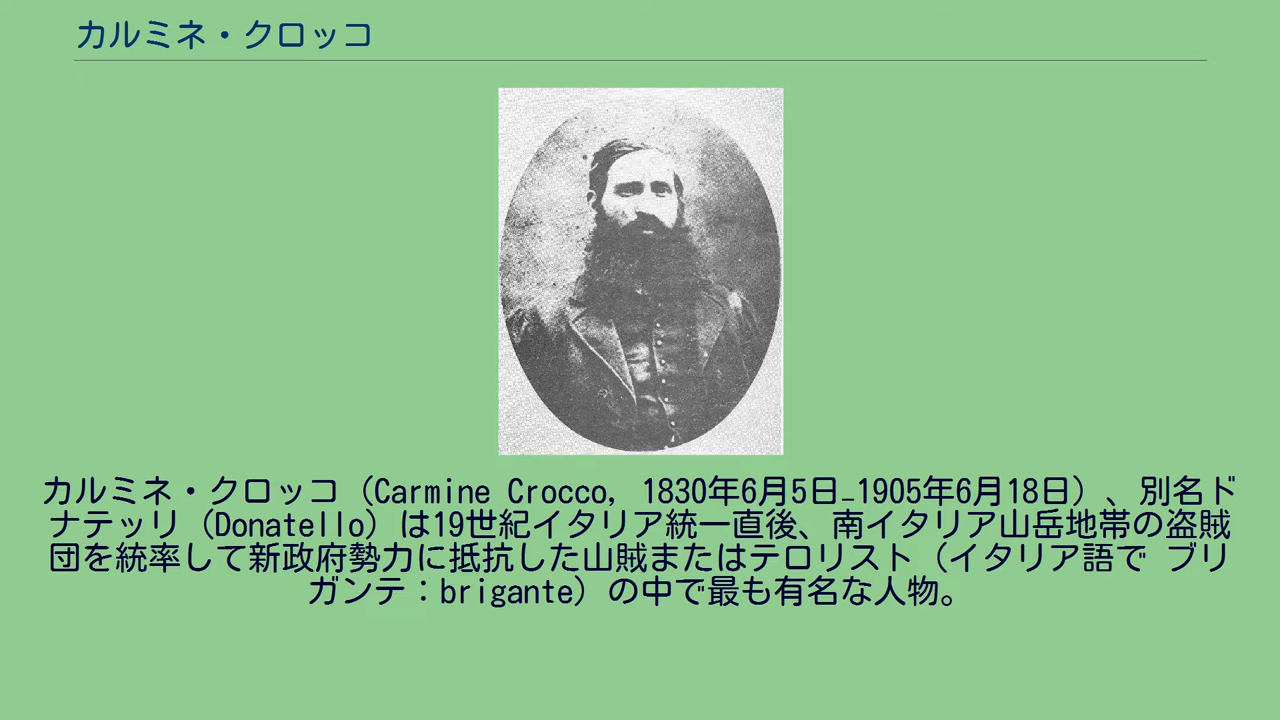 カルミネ・クロッコ
カルミネ・クロッコ（Carmine Crocco, 1830年6月5日–1905年6月18日）、別名ド
ナテッリ（Donatello）は19世紀イタリア統一直後、南イタリア山岳地帯の盗賊
団を統率して新政府勢力に抵抗した山賊またはテロリスト（イタリア語で ブリ
ガンテ：brigante）の中で最も有名な人物。